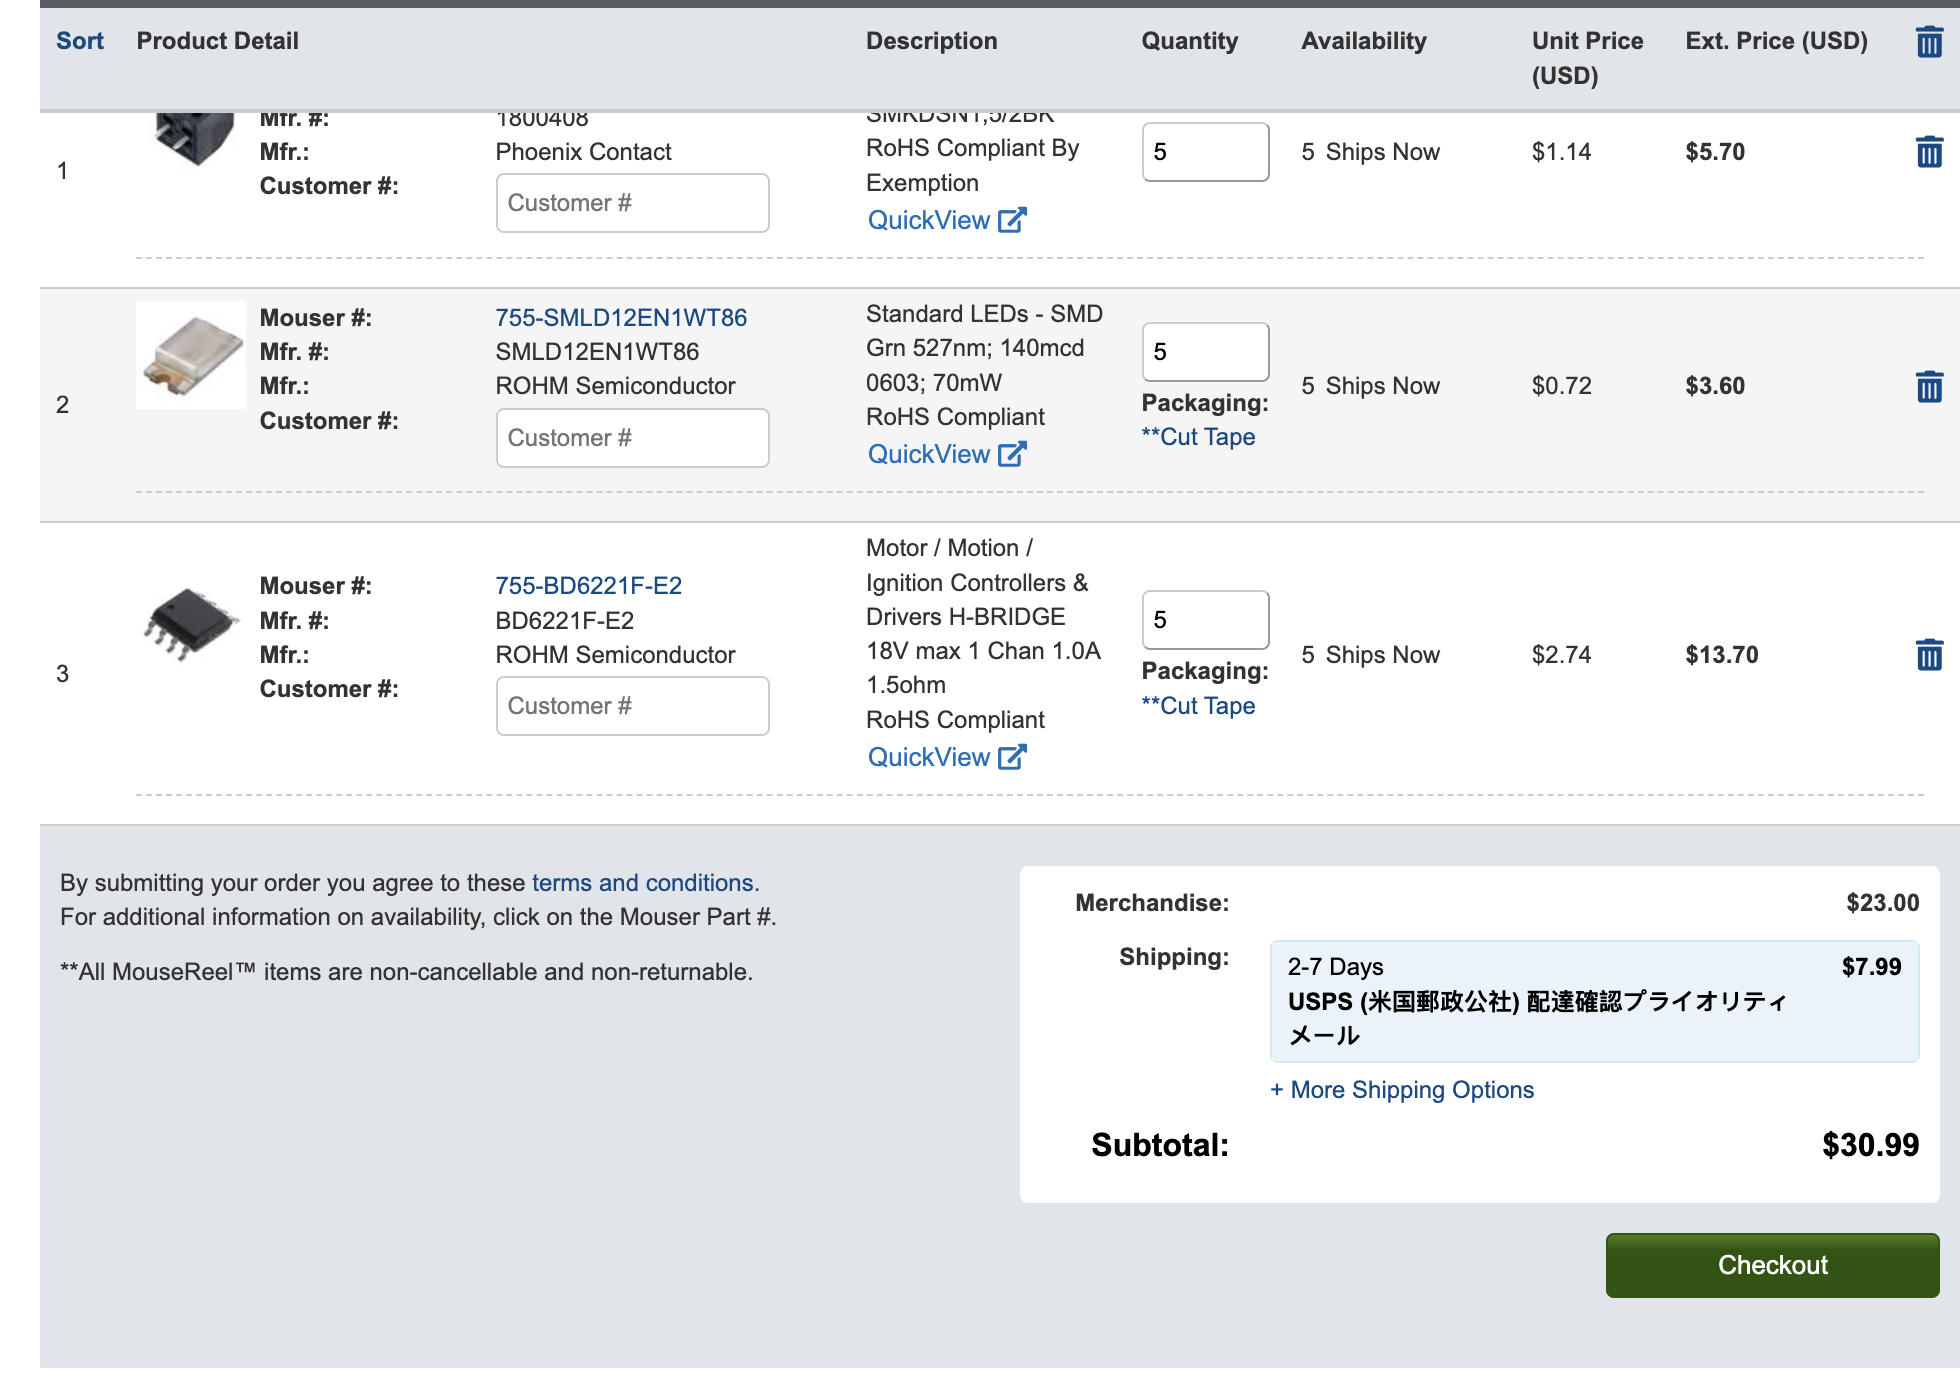 Sort Product Detail Description Quantity Availability Unit Price (USD) Ext. Price (USD)
1
Mfr. #: 1800408
Mfr.: Phoenix Contact
Customer #: Customer #
SMKDSN1,5/2BK
RoHS Compliant By
Exemption
QuickView
5
5 Ships Now
$1.14
$5.70
2
Mouser #: 755-SMLD12EN1WT86
Mfr. #: SMLD12EN1WT86
Mfr.: ROHM Semiconductor
Customer #: Customer #
Standard LEDs - SMD
Grn 527nm; 140mcd
0603; 70mW
RoHS Compliant
QuickView
5
Packaging:
**Cut Tape
5 Ships Now
$0.72
$3.60
3
Mouser #: 755-BD6221F-E2
Mfr. #: BD6221F-E2
Mfr.: ROHM Semiconductor
Customer #: Customer #
Motor / Motion /
Ignition Controllers &
Drivers H-BRIDGE
18V max 1 Chan 1.0A
1.5ohm
RoHS Compliant
QuickView
5
Packaging:
**Cut Tape
5 Ships Now
$2.74
$13.70
By submitting your order you agree to these terms and conditions.
For additional information on availability, click on the Mouser Part #.
**All MouseReel™ items are non-cancellable and non-returnable.
Merchandise: $23.00
Shipping:
2-7 Days $7.99
USPS (米国郵政公社) 配達確認プライオリティ
メール
+ More Shipping Options
Subtotal: $30.99
Checkout